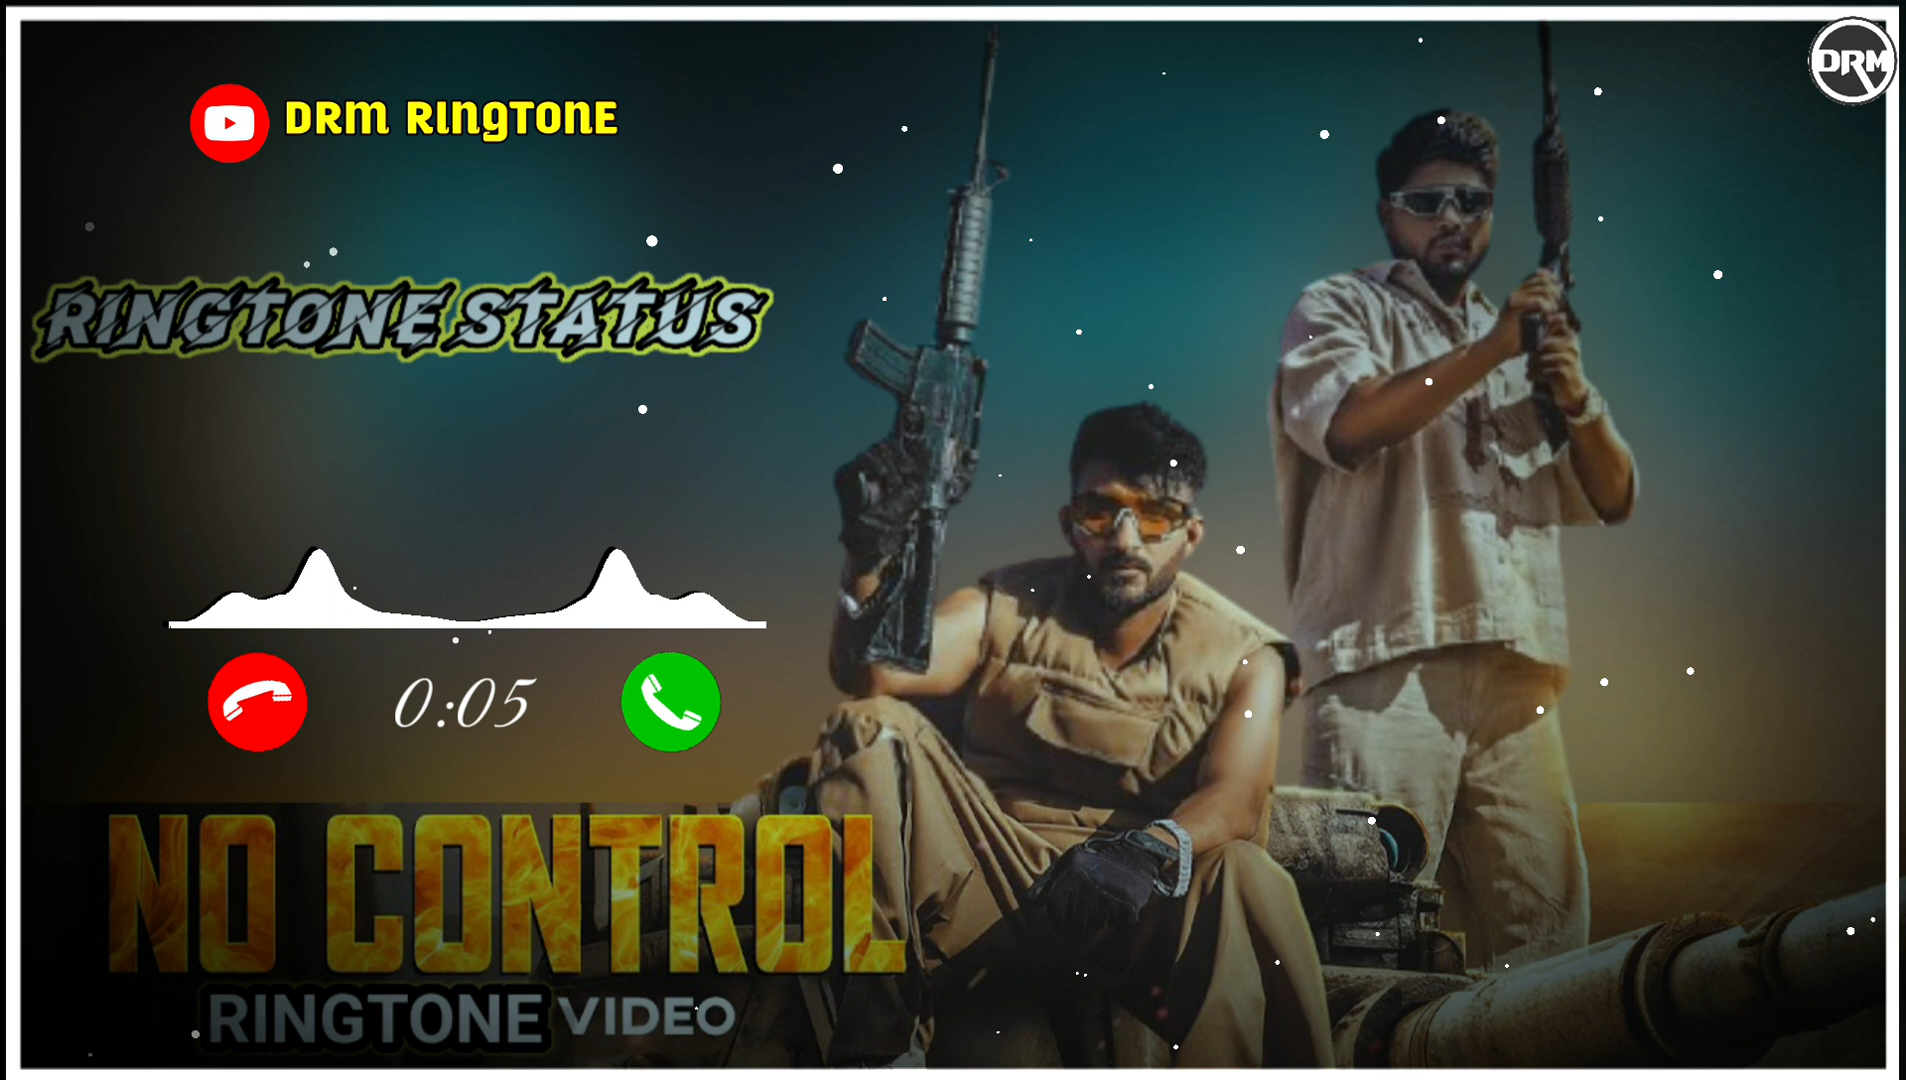 DRM
DRM RINGTONE
RINGTONE STATUS
0:05
NO CONTROL
RINGTONE VIDEO